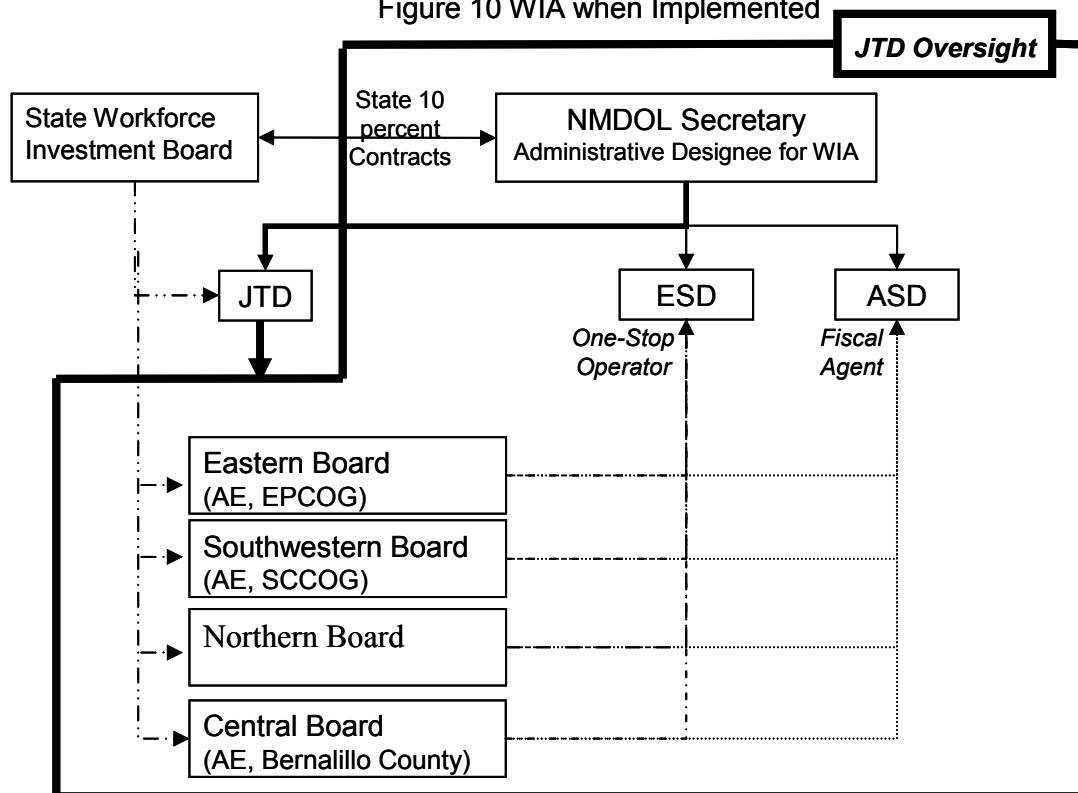 Figure 10 WIA when Implemented
JTD Oversight
State Workforce
Investment Board
State 10
percent
Contracts
NMDOL Secretary
Administrative Designee for WIA
JTD
ESD
ASD
One-Stop
Operator
Fiscal
Agent
Eastern Board
(AE, EPCOG)
Southwestern Board
(AE, SCCOG)
Northern Board
Central Board
(AE, Bernalillo County)